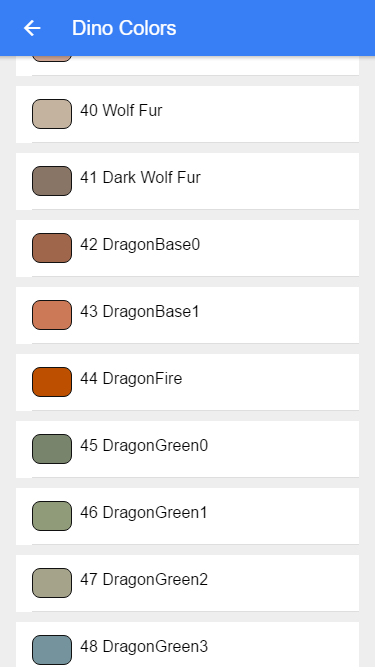 Dino Colors
40 Wolf Fur
41 Dark Wolf Fur
42 DragonBase0
43 DragonBase1
44 DragonFire
45 DragonGreen0
46 DragonGreen1
47 DragonGreen2
48 DragonGreen3